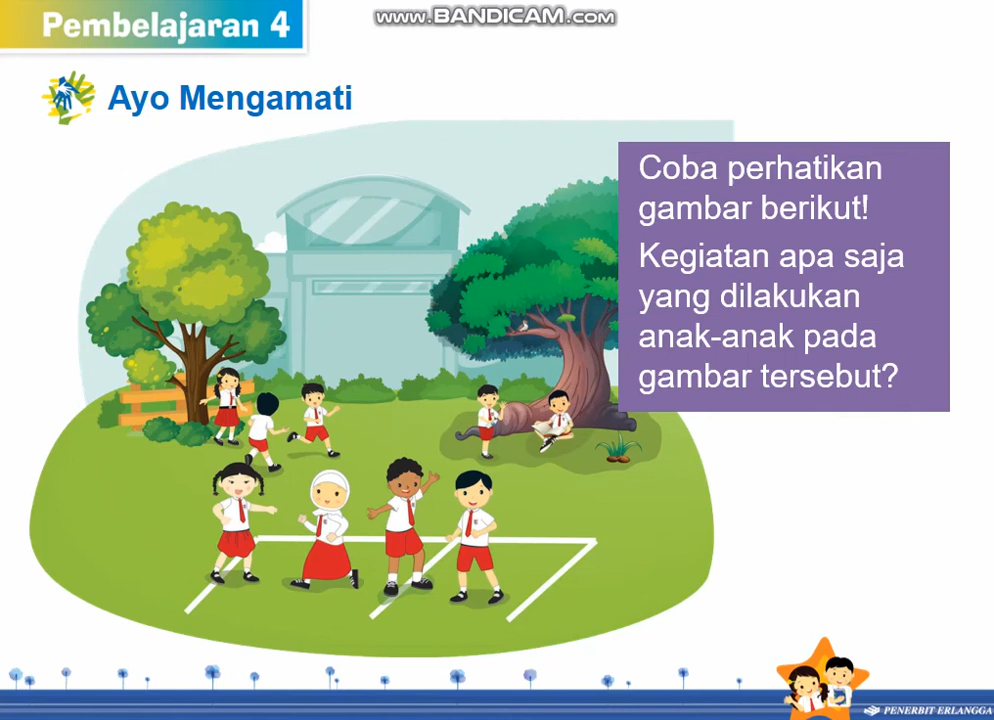 www.BANDICAM.com
Pembelajaran 4
Ayo Mengamati
Coba perhatikan
gambar berikut!
Kegiatan apa saja
yang dilakukan
anak-anak pada
gambar tersebut?
PENERBIT ERLANGGA